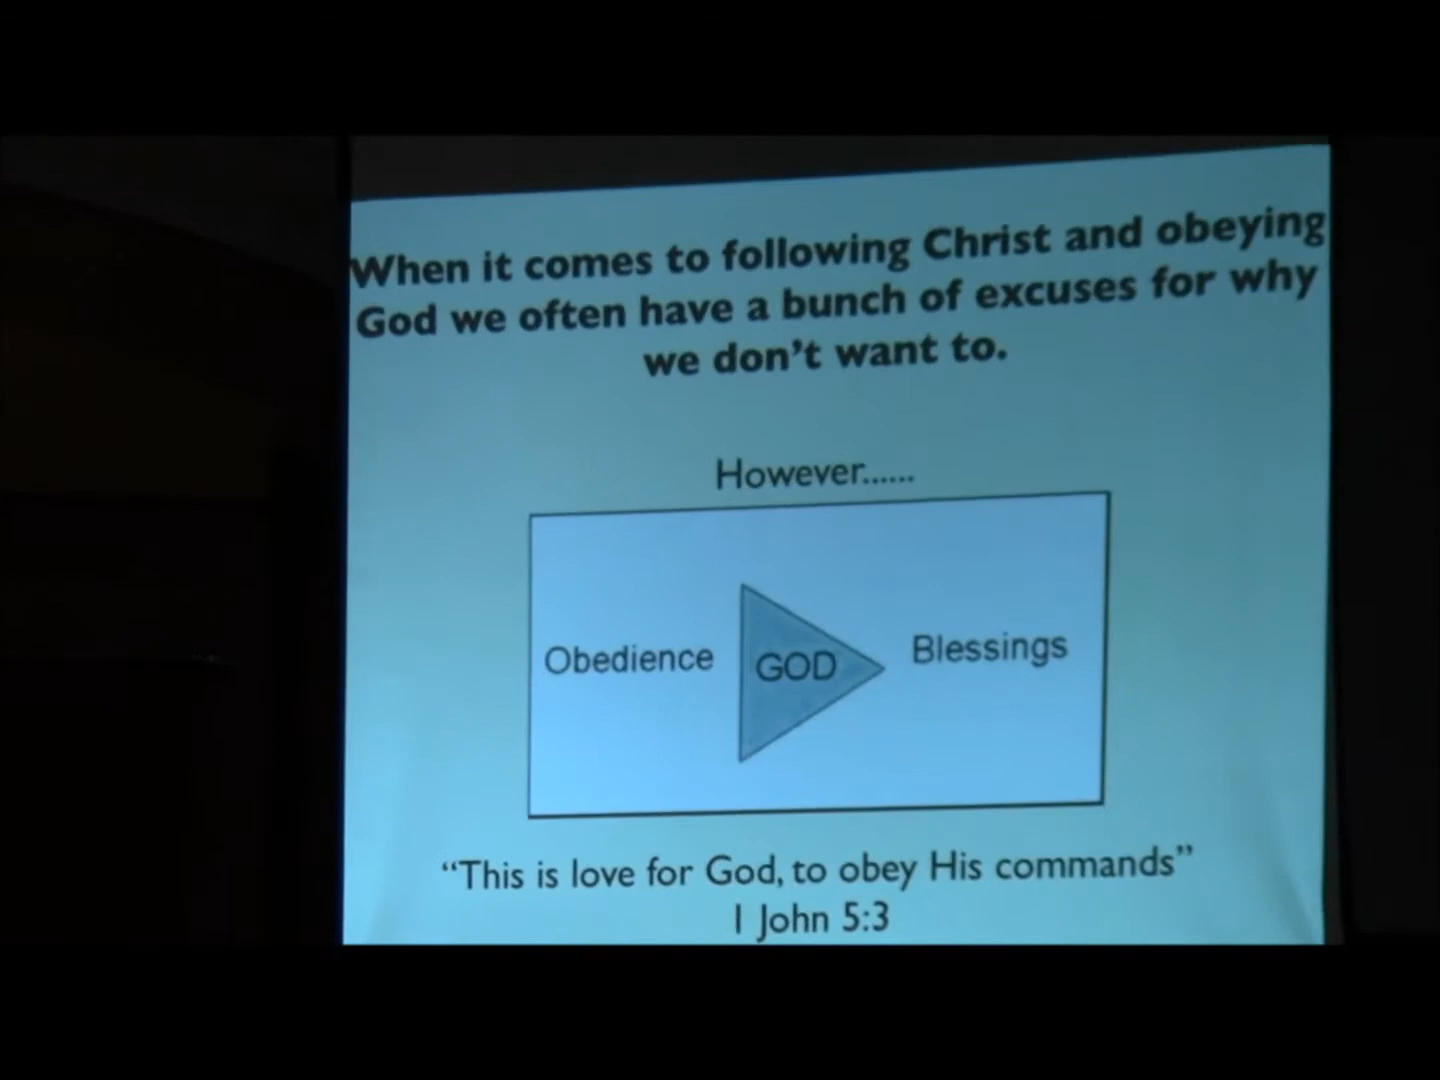 When it comes to following Christ and obeying
God we often have a bunch of excuses for why
we don't want to.
However......
Obedience GOD Blessings
“This is love for God, to obey His commands”
1 John 5:3